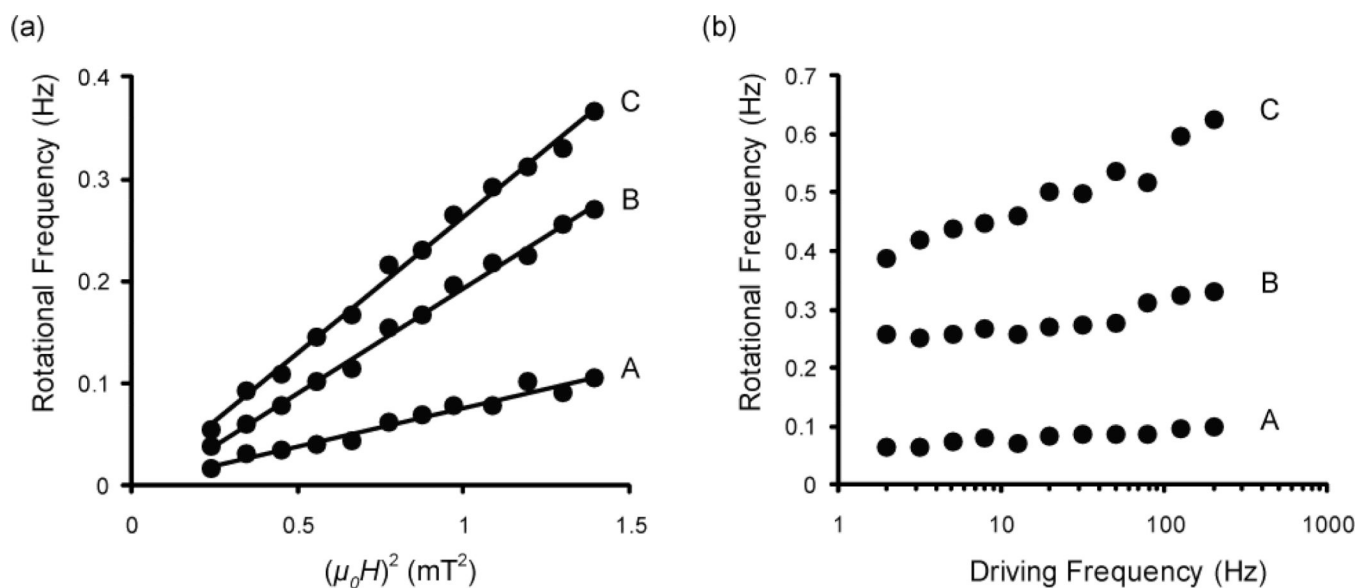 (a)
Rotational Frequency (Hz)
0.4
0.3
0.2
0.1
0
0
0.5
1
1.5
C
B
A
(μ₀H)² (mT²)
(b)
Rotational Frequency (Hz)
0.7
0.6
0.5
0.4
0.3
0.2
0.1
0
1
10
100
1000
C
B
A
Driving Frequency (Hz)